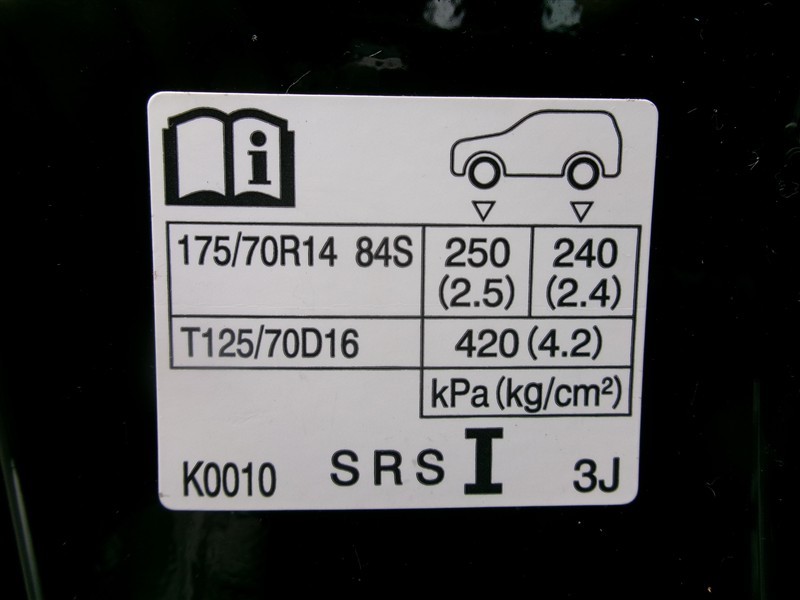 i
175/70R14 84S 250 240
(2.5) (2.4)
T125/70D16 420(4.2)
kPa(kg/cm²)
K0010 SRS I 3J